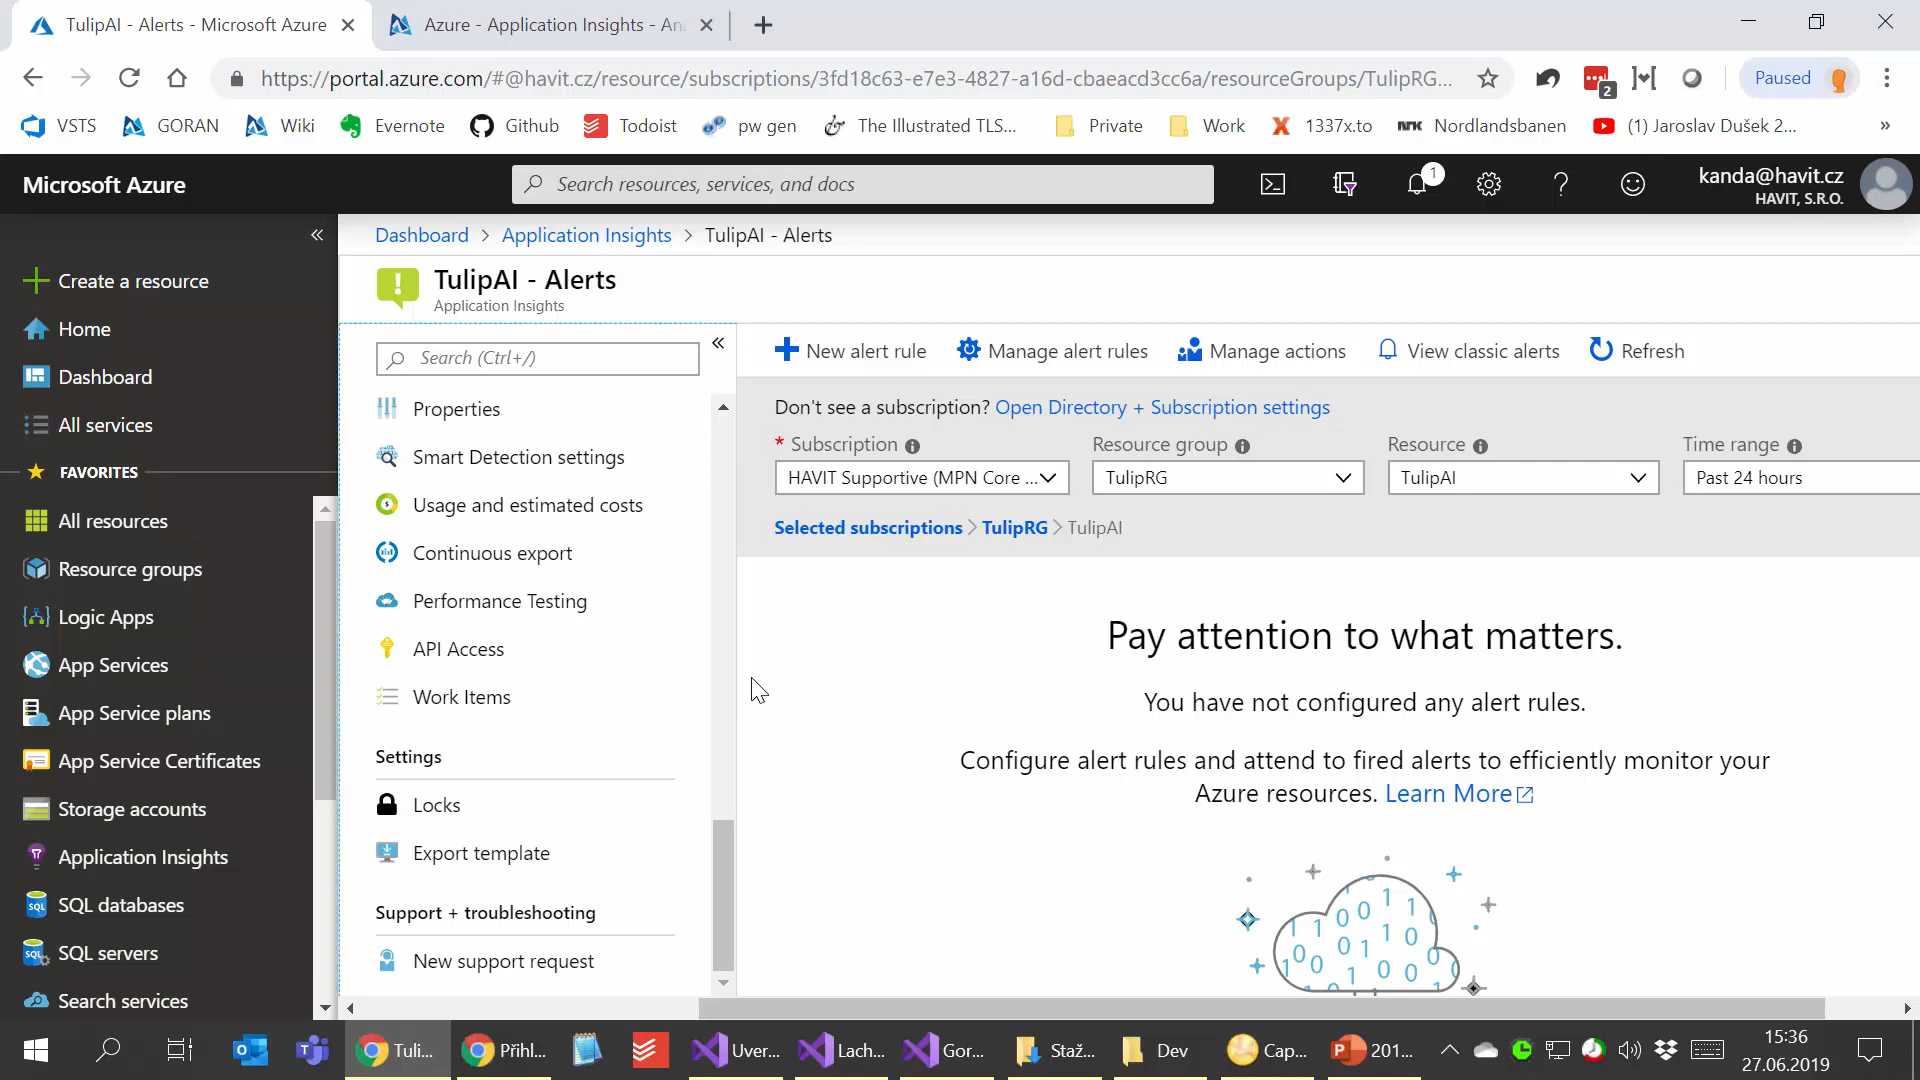 TulipAI - Alerts - Microsoft Azure
Azure - Application Insights - An
https://portal.azure.com/#@havit.cz/resource/subscriptions/3fd18c63-e7e3-4827-a16d-cbaeacd3cc6a/resourceGroups/TulipRG...
2
Paused
VSTS
GORAN
Wiki
Evernote
Github
Todoist
pw gen
The Illustrated TLS...
Private
Work
1337x.to
NRK Nordlandsbanen
(1) Jaroslav Dušek 2...
»
Microsoft Azure
Search resources, services, and docs
1
kanda@havit.cz
HAVIT, S.R.O.
Create a resource
Home
Dashboard
All services
FAVORITES
All resources
Resource groups
Logic Apps
App Services
App Service plans
App Service Certificates
Storage accounts
Application Insights
SQL databases
SQL servers
Search services
Dashboard > Application Insights > TulipAI - Alerts
TulipAI - Alerts
Application Insights
Search (Ctrl+/)
Properties
Smart Detection settings
Usage and estimated costs
Continuous export
Performance Testing
API Access
Work Items
Settings
Locks
Export template
Support + troubleshooting
New support request
New alert rule
Manage alert rules
Manage actions
View classic alerts
Refresh
Don't see a subscription? Open Directory + Subscription settings
* Subscription
Resource group
Resource
Time range
HAVIT Supportive (MPN Core ...
TulipRG
TulipAI
Past 24 hours
Selected subscriptions > TulipRG > TulipAI
Pay attention to what matters.
You have not configured any alert rules.
Configure alert rules and attend to fired alerts to efficiently monitor your
Azure resources. Learn More
Tuli...
Přihl...
Uver...
Lach...
Gor...
Staž...
Dev
Cap...
201...
15:36
27.06.2019